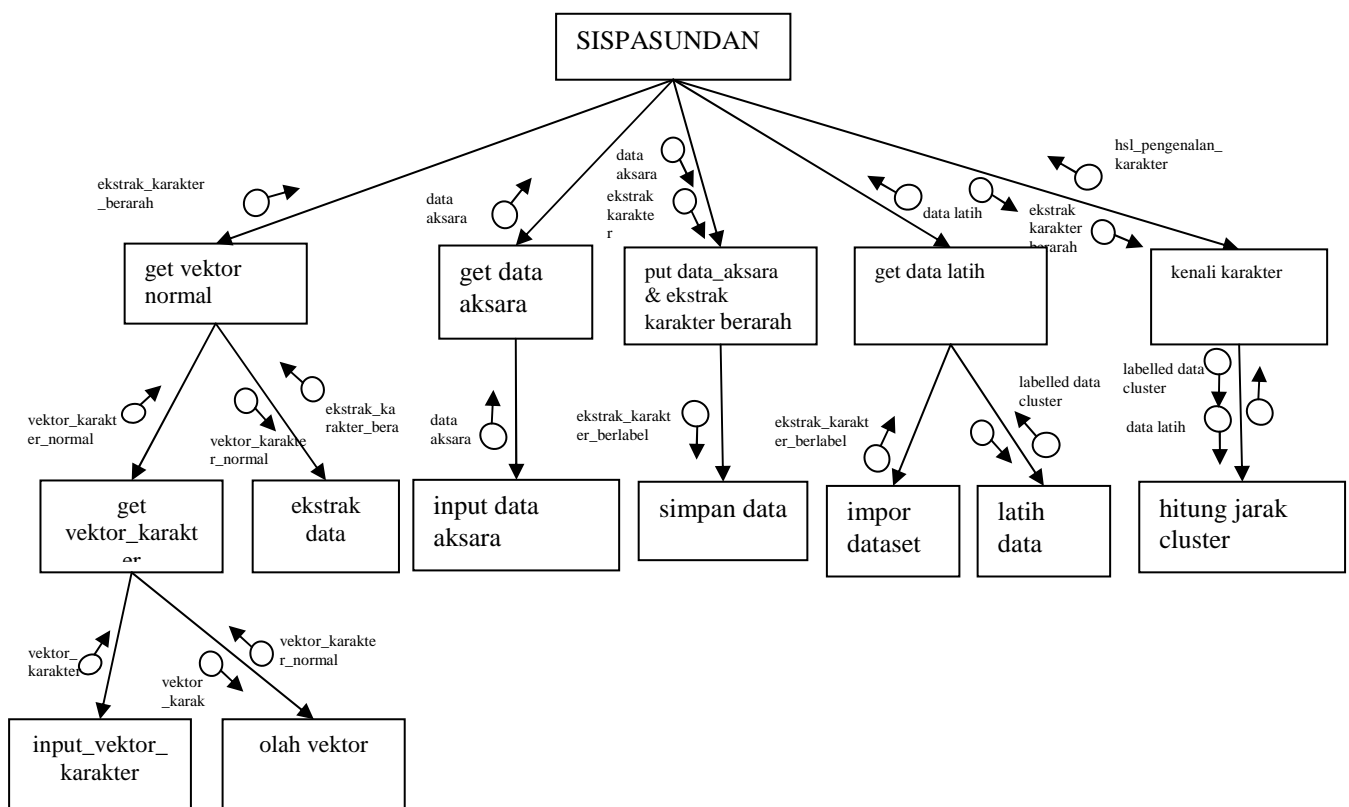 SISPASUNDAN
hsl_pengenalan_
karakter
ekstrak_karakter
_berarah
data
aksara
data
aksara
ekstrak
karakte
r
data latih
ekstrak
karakter
berarah
get vektor
normal
get data
aksara
put data_aksara
& ekstrak
karakter berarah
get data latih
kenali karakter
vektor_karakt
er_normal
vektor_karakte
r_normal
ekstrak_ka
rakter_bera
data
aksara
ekstrak_karakt
er_berlabel
ekstrak_karakt
er_berlabel
labelled data
cluster
labelled data
cluster
data latih
get
vektor_karakt
er
ekstrak
data
input data
aksara
simpan data
impor
dataset
latih
data
hitung jarak
cluster
vektor_
karakter
vektor
_karak
vektor_karakte
r_normal
input_vektor_
karakter
olah vektor